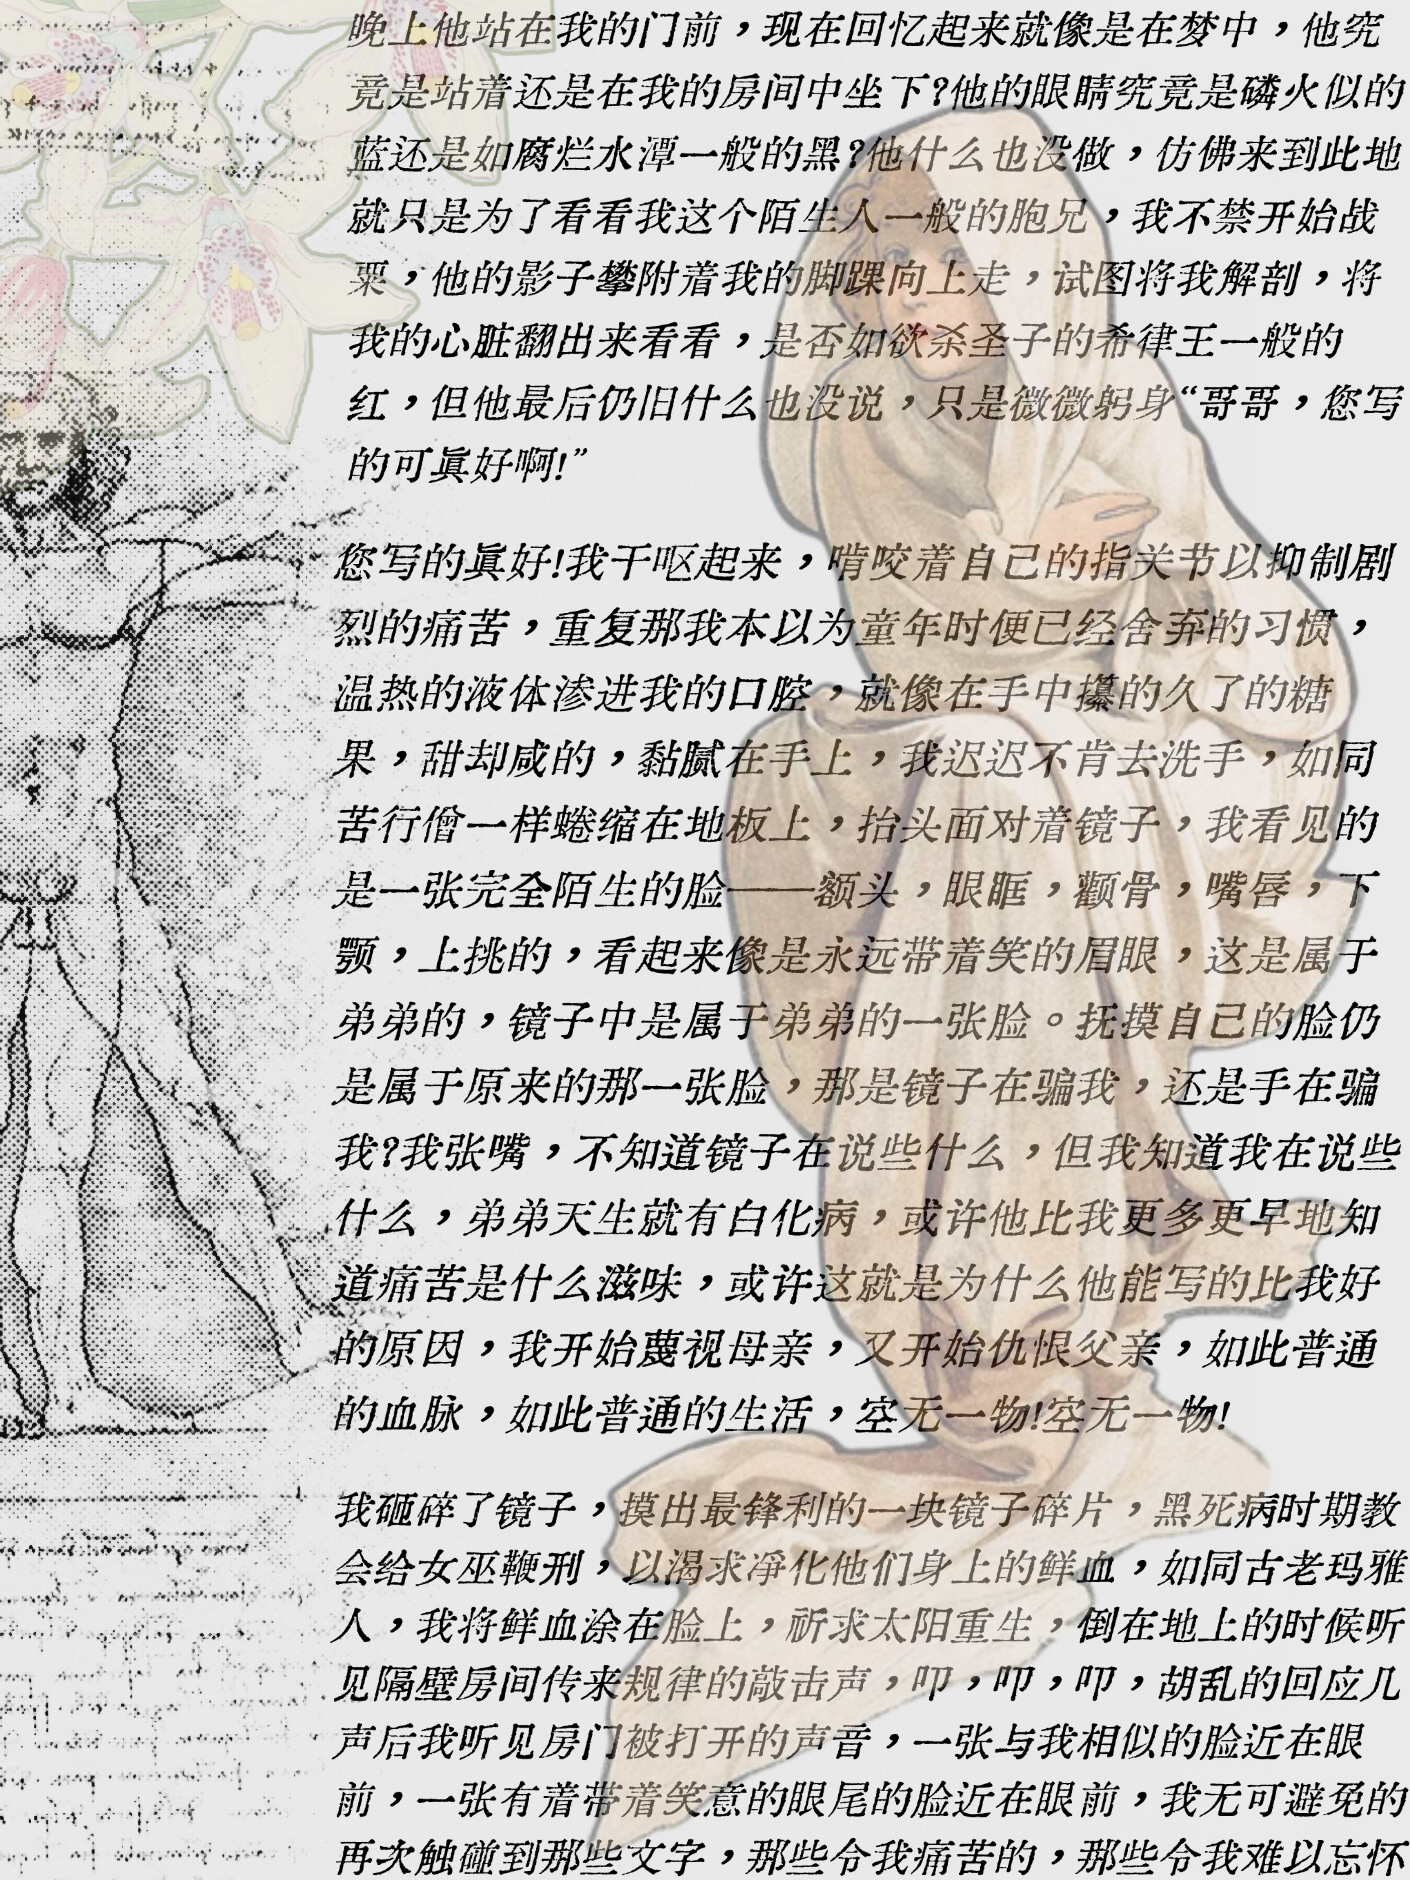 晚上他站在我的门前，现在回忆起来就像是在梦中，他究
竟是站着还是在我的房间中坐下?他的眼睛究竟是磷火似的
蓝还是如腐烂水潭一般的黑?他什么也没做，仿佛来到此地
就只是为了看看我这个陌生人一般的胞兄，我不禁开始战
栗，他的影子攀附着我的脚踝向上走，试图将我解剖，将
我的心脏翻出来看看，是否如欲杀圣子的希律王一般的
红，但他最后仍旧什么也没说，只是微微躬身“哥哥，您写
的可真好啊!”
您写的真好!我干呕起来，啃咬着自己的指关节以抑制剧
烈的痛苦，重复那我本以为童年时便已经舍弃的习惯，
温热的液体渗进我的口腔，就像在手中攥的久了的糖
果，甜却咸的，黏腻在手上，我迟迟不肯去洗手，如同
苦行僧一样蜷缩在地板上，抬头面对着镜子，我看见的
是一张完全陌生的脸——额头，眼眶，颧骨，嘴唇，下
颚，上挑的，看起来像是永远带着笑的眉眼，这是属于
弟弟的，镜子中是属于弟弟的一张脸。抚摸自己的脸仍
是属于原来的那一张脸，那是镜子在骗我，还是手在骗
我?我张嘴，不知道镜子在说些什么，但我知道我在说些
什么，弟弟天生就有白化病，或许他比我更多更早地知
道痛苦是什么滋味，或许这就是为什么他能写的比我好
的原因，我开始蔑视母亲，又开始仇恨父亲，如此普通
的血脉，如此普通的生活，空无一物!空无一物!
我砸碎了镜子，摸出最锋利的一块镜子碎片，黑死病时期教
会给女巫鞭刑，以渴求净化他们身上的鲜血，如同古老玛雅
人，我将鲜血涂在脸上，祈求太阳重生，倒在地上的时候听
见隔壁房间传来规律的敲击声，叩，叩，叩，胡乱的回应几
声后我听见房门被打开的声音，一张与我相似的脸近在眼
前，一张有着带着笑意的眼尾的脸近在眼前，我无可避免的
再次触碰到那些文字，那些令我痛苦的，那些令我难以忘怀